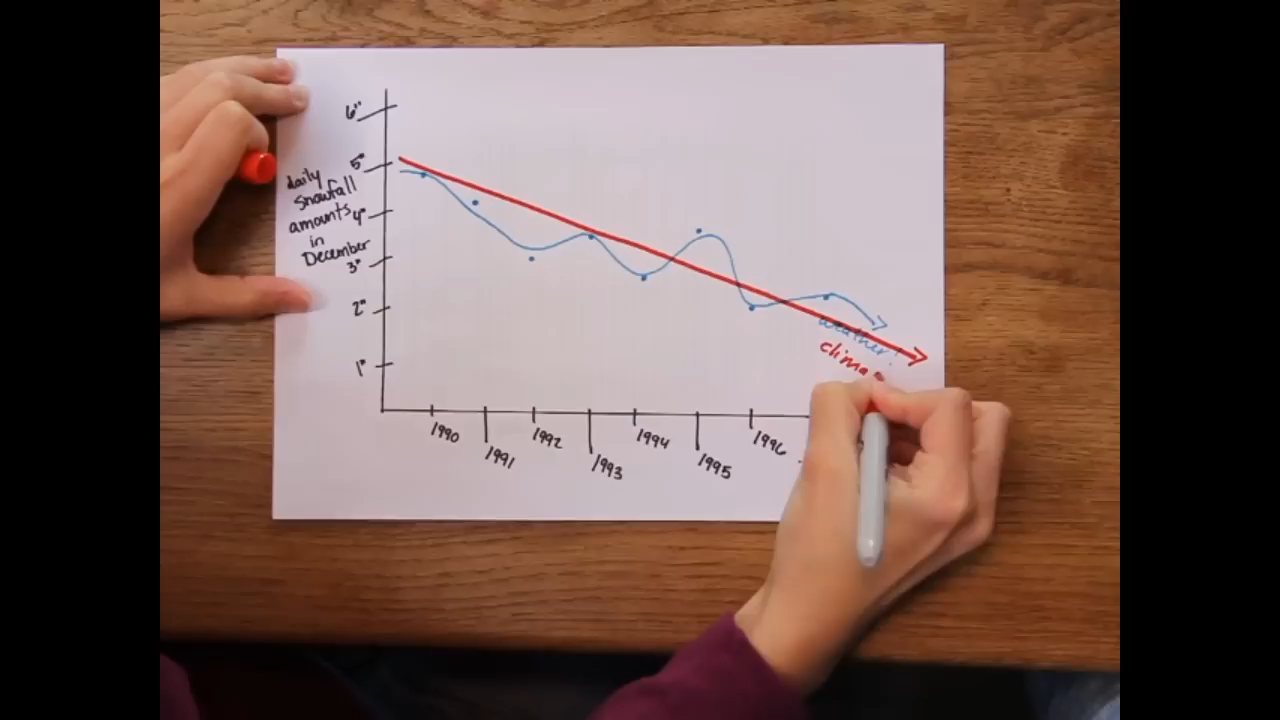 6"
5"
daily
snowfall
amounts
in
December
4"
3"
2"
1"
1990
1991
1992
1993
1994
1995
1996
weather!
clima